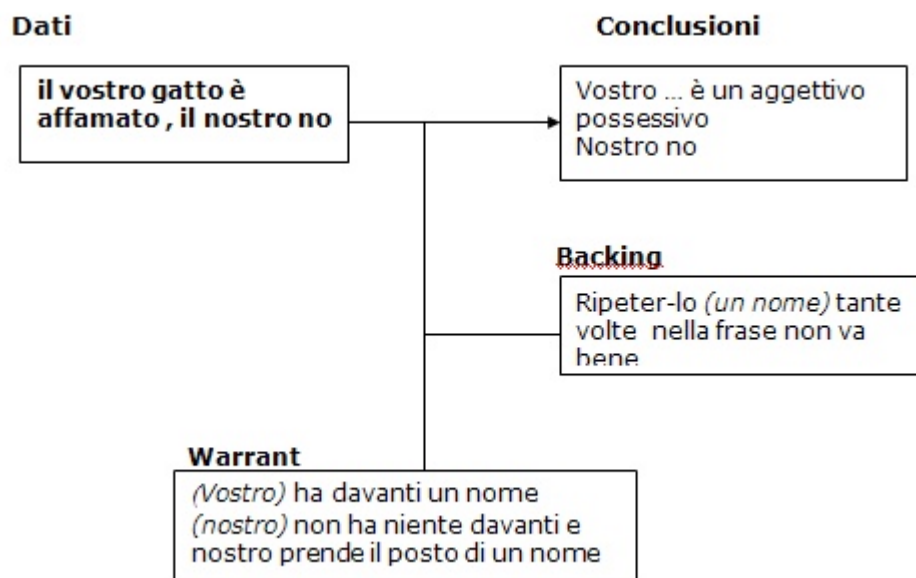 Dati
Conclusioni
il vostro gatto è
affamato , il nostro no
Vostro ... è un aggettivo
possessivo
Nostro no
Backing
Ripeter-lo (un nome) tante
volte nella frase non va
bene
Warrant
(Vostro) ha davanti un nome
(nostro) non ha niente davanti e
nostro prende il posto di un nome